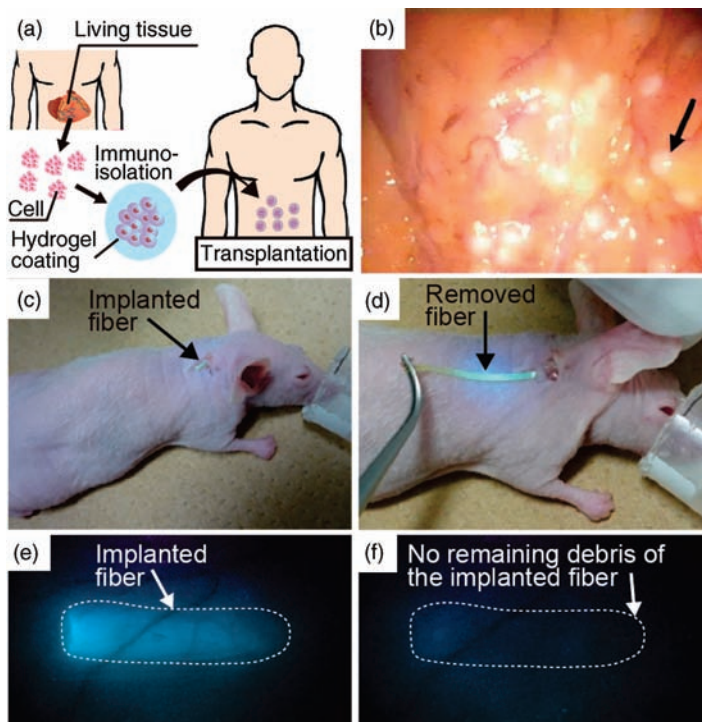 (a)
Living tissue
Immuno-
isolation
Cell
Hydrogel
coating
Transplantation
(b)
(c)
Implanted
fiber
(d)
Removed
fiber
(e)
Implanted
fiber
(f)
No remaining debris of
the implanted fiber